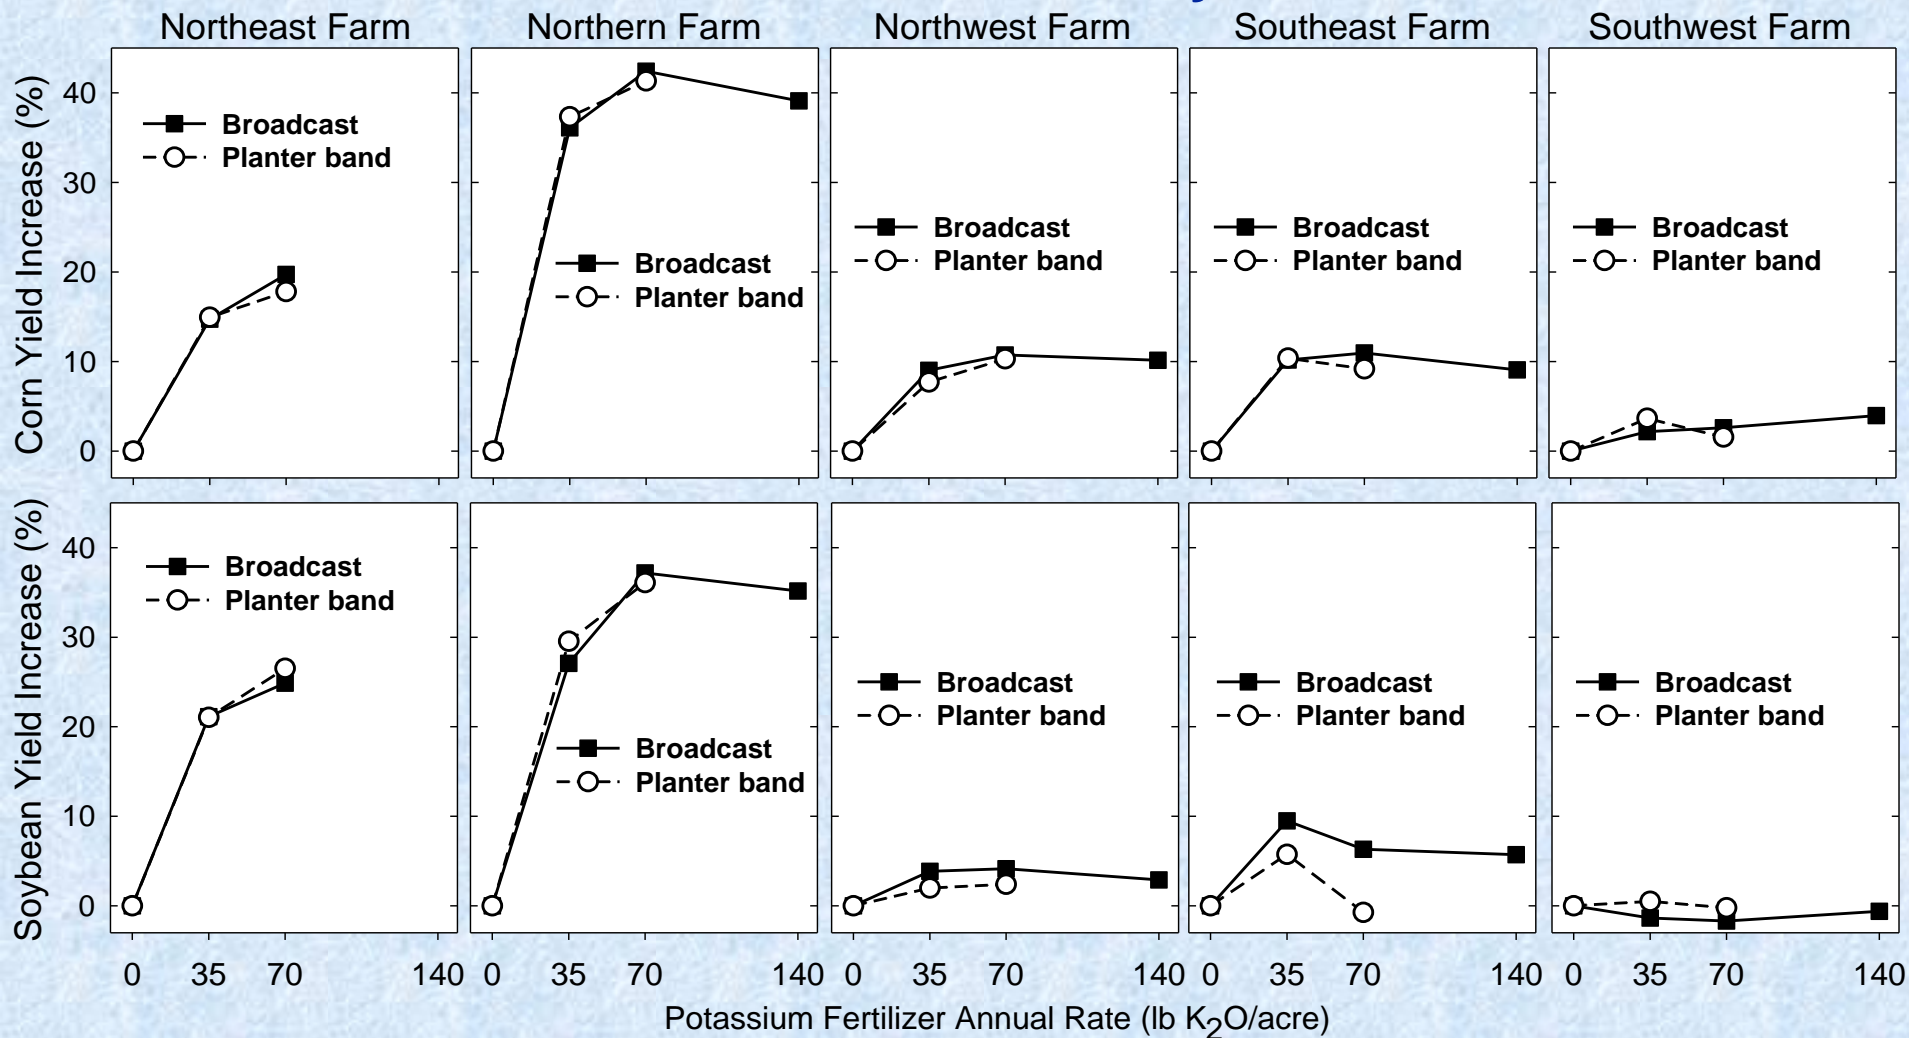 Northeast Farm
Northern Farm
Northwest Farm
Southeast Farm
Southwest Farm
Corn Yield Increase (%)
40
30
20
10
0
Broadcast
Planter band
Broadcast
Planter band
Broadcast
Planter band
Broadcast
Planter band
Broadcast
Planter band
Soybean Yield Increase (%)
40
30
20
10
0
Broadcast
Planter band
Broadcast
Planter band
Broadcast
Planter band
Broadcast
Planter band
Broadcast
Planter band
0 35 70 140
0 35 70 140
0 35 70 140
0 35 70 140
0 35 70 140
Potassium Fertilizer Annual Rate (lb K2O/acre)